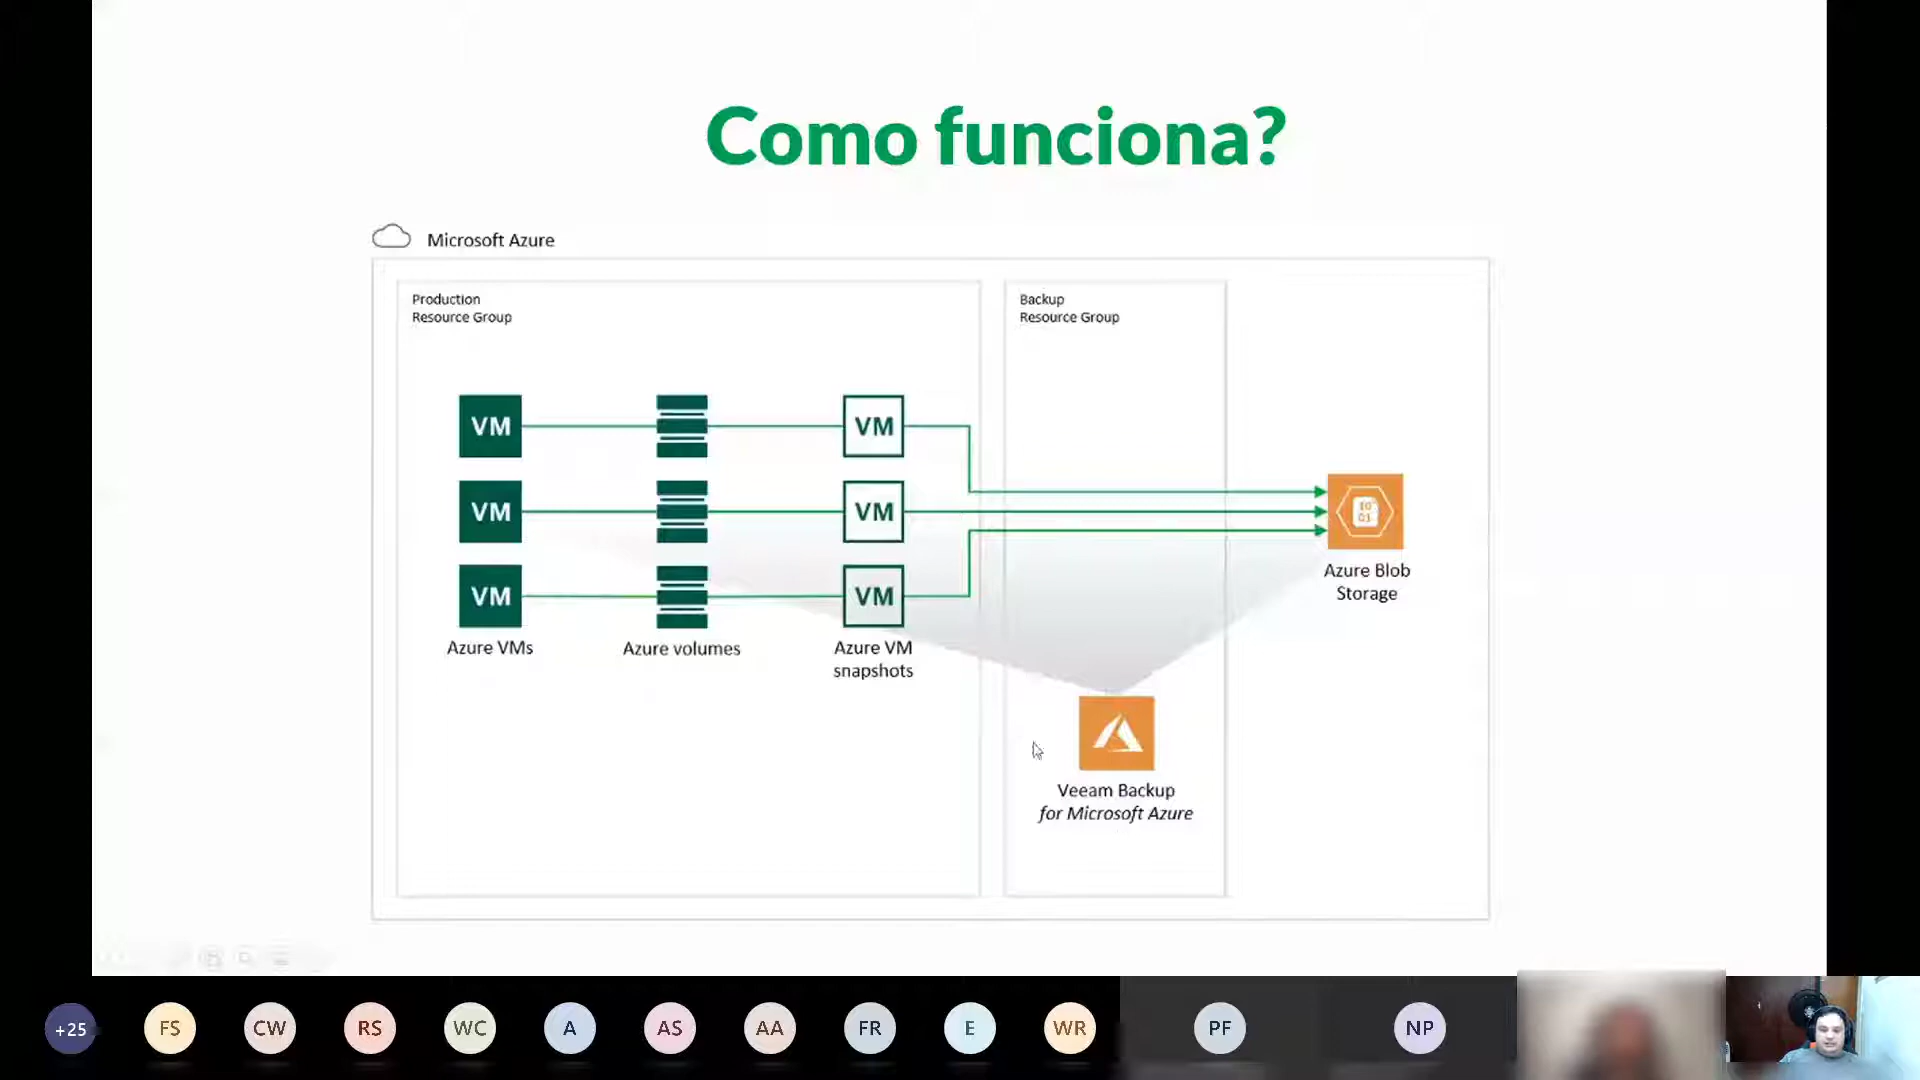 Como funciona?
Microsoft Azure
Production
Resource Group
Backup
Resource Group
VM
VM
VM
VM
VM
VM
10
01
Azure Blob
Storage
Azure VMs
Azure volumes
Azure VM
snapshots
Veeam Backup
for Microsoft Azure
+25
FS
CW
RS
WC
A
AS
AA
FR
E
WR
PF
NP